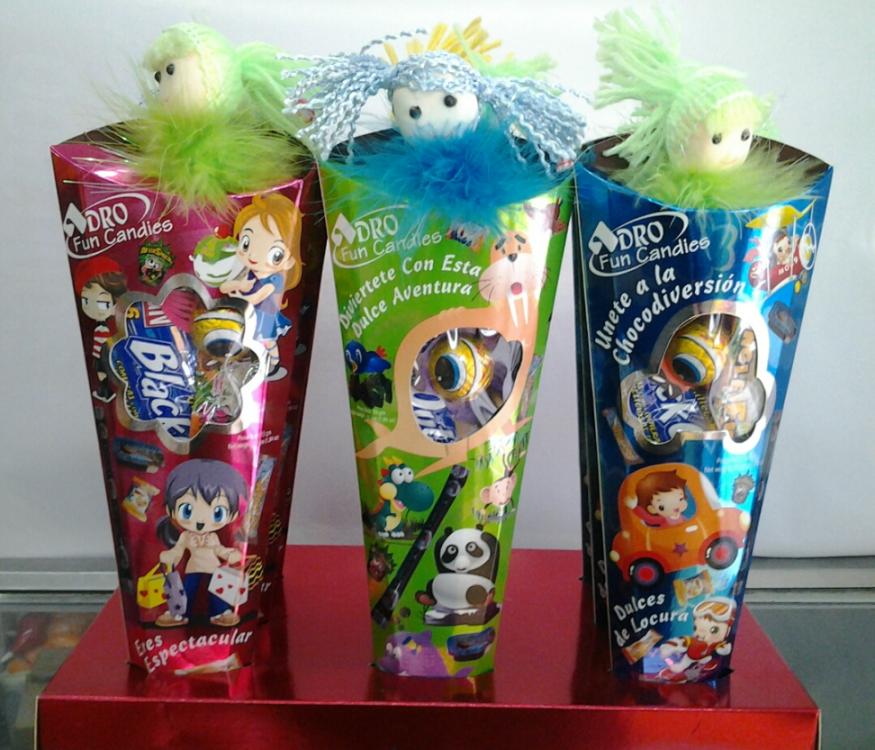 ADRO
Fun Candies
Black
Eres
Espectacular
ADRO
Fun Candies
Diviertete Con Esta
Dulce Aventura
ADRO
Fun Candies
Unete a la
Chocodiversión
Dulces
de Locura